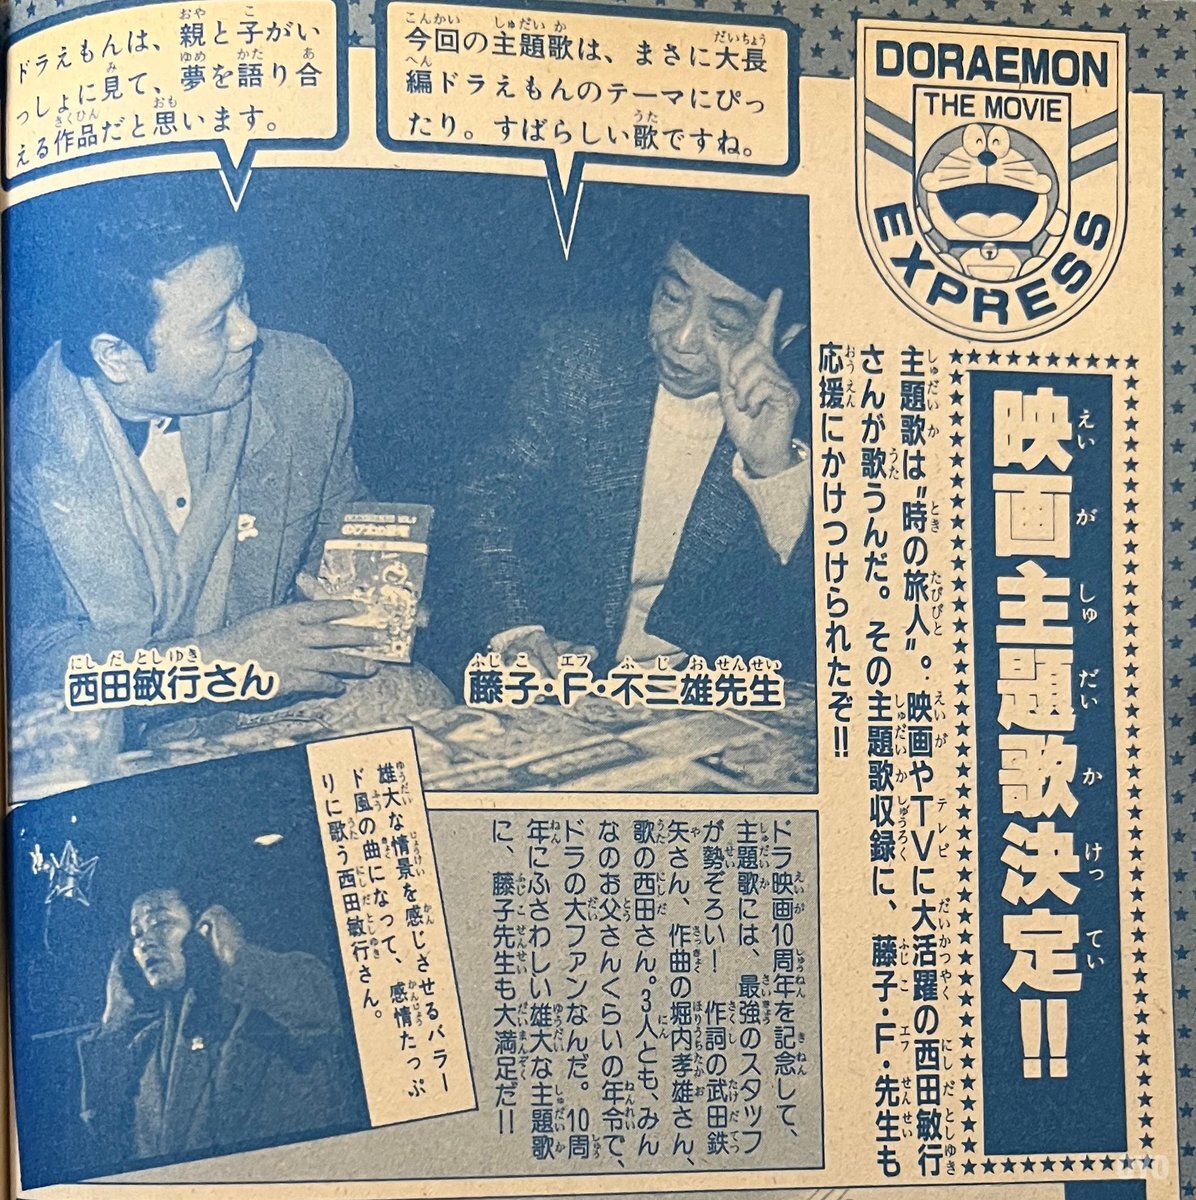 DORAEMON
THE MOVIE
EXPRESS
映画主題歌決定!!
主題歌は“時の旅人”。映画やTVに大活躍の西田敏行
さんが歌うんだ。その主題歌収録に、藤子・F・先生も
応援にかけつけられたぞ!!
今回の主題歌は、まさに大長
編ドラえもんのテーマにぴっ
たり。すばらしい歌ですね。
ドラえもんは、親と子がい
っしょに見て、夢を語り合
える作品だと思います。
藤子・F・不二雄先生
西田敏行さん
ドラ映画10周年を記念して、
主題歌には、最強のスタッフ
が勢ぞろい! 作詞の武田鉄
矢さん、作曲の堀内孝雄さん、
歌の西田さん。3人とも、みん
なのお父さんくらいの年令で、
ドラの大ファンなんだ。10周
年にふさわしい雄大な主題歌
に、藤子先生も大満足だ!!
雄大な情景を感じさせるバラー
ド風の曲になって、感情たっぷ
りに歌う西田敏行さん。